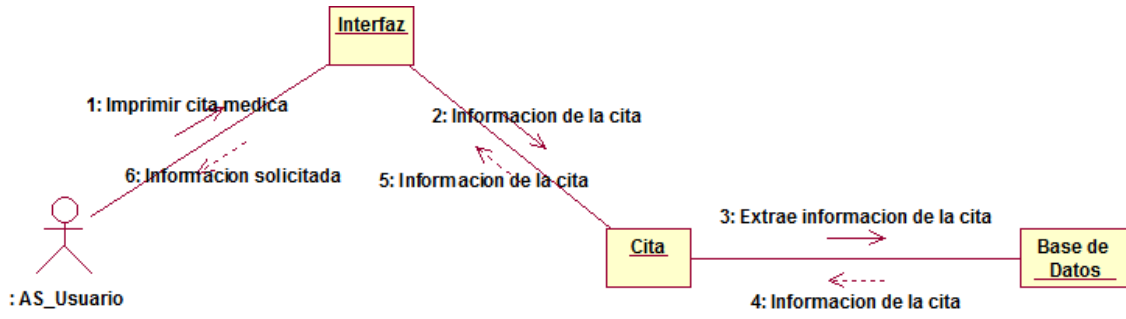 Interfaz
1: Imprimir cita medica
2: Informacion de la cita
6: Informacion solicitada
5: Informacion de la cita
3: Extrae informacion de la cita
Cita
Base de
Datos
: AS_Usuario
4: Informacion de la cita